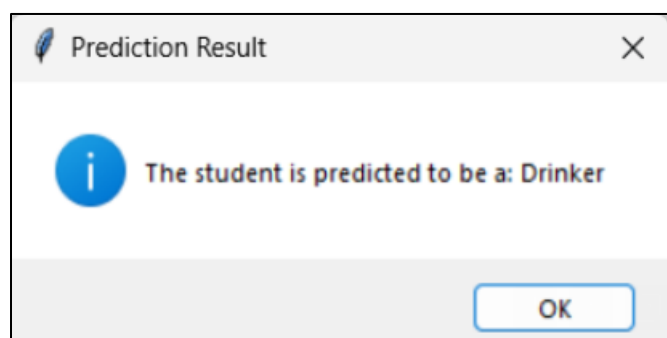 Prediction Result
The student is predicted to be a: Drinker
OK